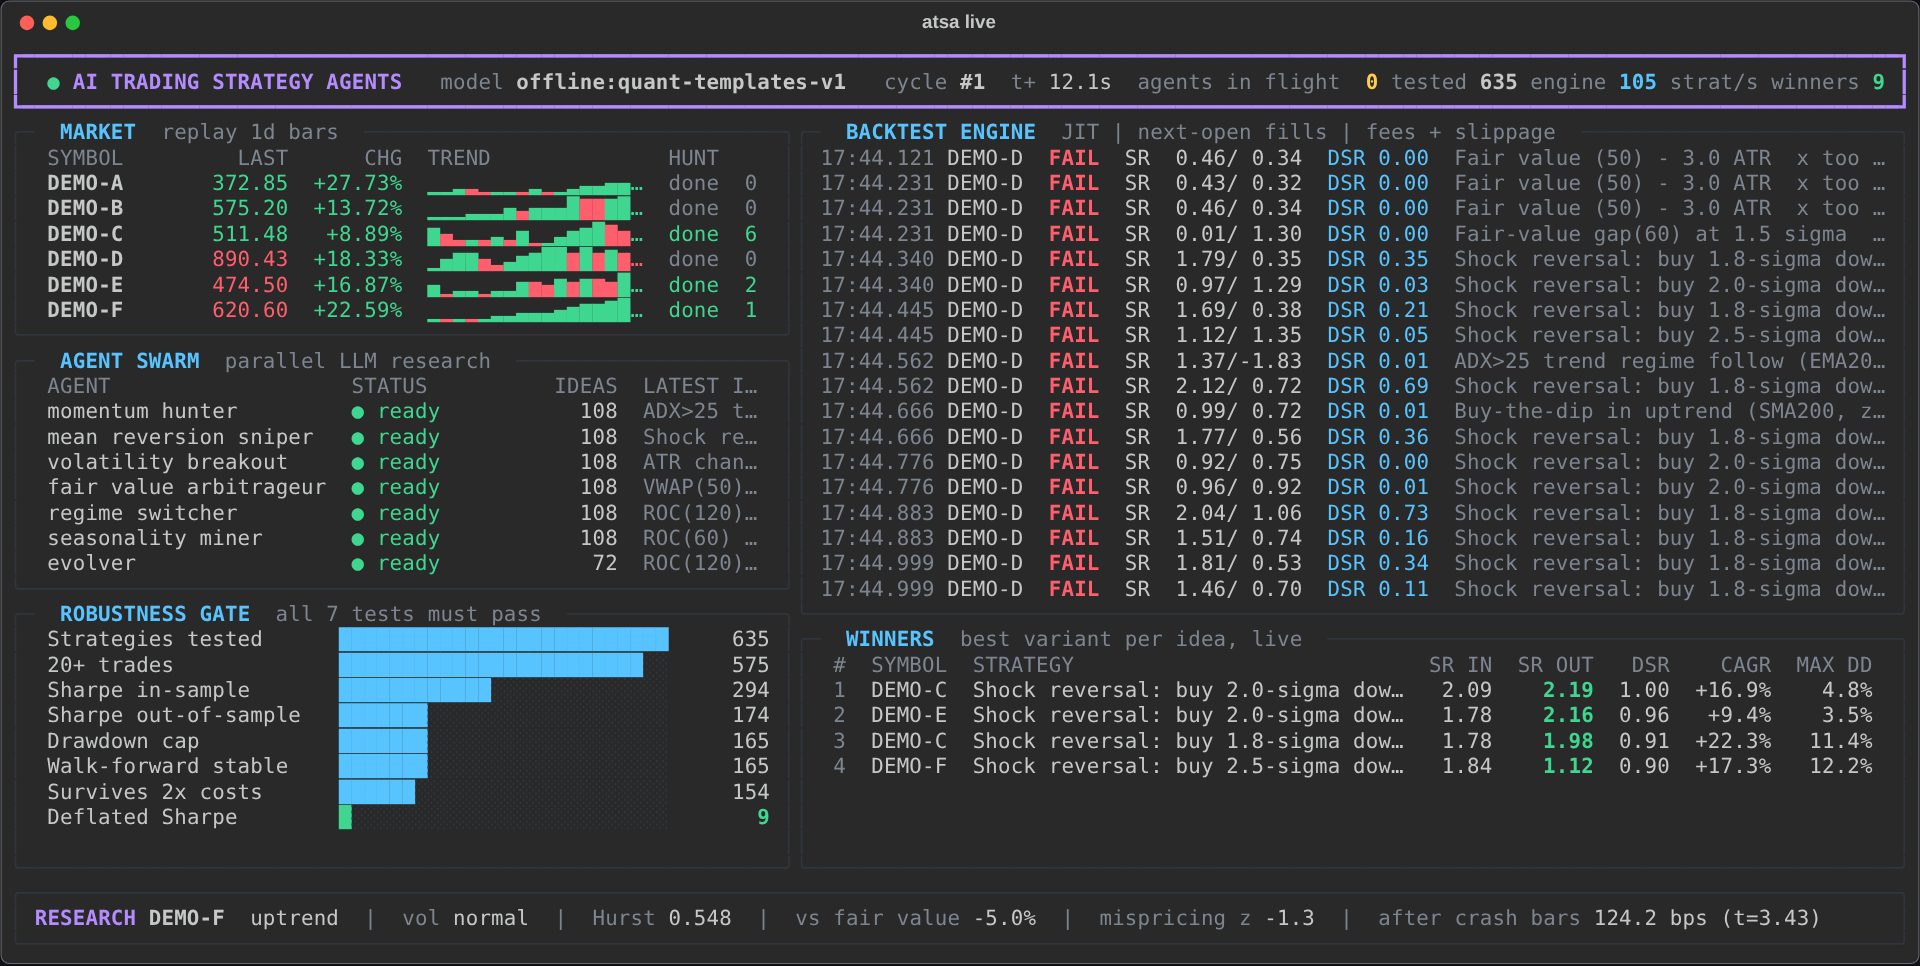 atsa live
● AI TRADING STRATEGY AGENTS model offline:quant-templates-v1 cycle #1 t+ 12.1s agents in flight 0 tested 635 engine 105 strat/s winners 9
MARKET replay 1d bars
SYMBOL LAST CHG TREND HUNT
DEMO-A 372.85 +27.73% … done 0
DEMO-B 575.20 +13.72% … done 0
DEMO-C 511.48 +8.89% … done 6
DEMO-D 890.43 +18.33% … done 0
DEMO-E 474.50 +16.87% … done 2
DEMO-F 620.60 +22.59% … done 1
AGENT SWARM parallel LLM research
AGENT STATUS IDEAS LATEST I…
momentum hunter ● ready 108 ADX>25 t…
mean reversion sniper ● ready 108 Shock re…
volatility breakout ● ready 108 ATR chan…
fair value arbitrageur ● ready 108 VWAP(50)…
regime switcher ● ready 108 ROC(120)…
seasonality miner ● ready 108 ROC(60) …
evolver ● ready 72 ROC(120)…
ROBUSTNESS GATE all 7 tests must pass
Strategies tested 635
20+ trades 575
Sharpe in-sample 294
Sharpe out-of-sample 174
Drawdown cap 165
Walk-forward stable 165
Survives 2x costs 154
Deflated Sharpe 9
BACKTEST ENGINE JIT | next-open fills | fees + slippage
17:44.121 DEMO-D FAIL SR 0.46/ 0.34 DSR 0.00 Fair value (50) - 3.0 ATR x too …
17:44.231 DEMO-D FAIL SR 0.43/ 0.32 DSR 0.00 Fair value (50) - 3.0 ATR x too …
17:44.231 DEMO-D FAIL SR 0.46/ 0.34 DSR 0.00 Fair value (50) - 3.0 ATR x too …
17:44.231 DEMO-D FAIL SR 0.01/ 1.30 DSR 0.00 Fair-value gap(60) at 1.5 sigma …
17:44.340 DEMO-D FAIL SR 1.79/ 0.35 DSR 0.35 Shock reversal: buy 1.8-sigma dow…
17:44.340 DEMO-D FAIL SR 0.97/ 1.29 DSR 0.03 Shock reversal: buy 2.0-sigma dow…
17:44.445 DEMO-D FAIL SR 1.69/ 0.38 DSR 0.21 Shock reversal: buy 1.8-sigma dow…
17:44.445 DEMO-D FAIL SR 1.12/ 1.35 DSR 0.05 Shock reversal: buy 2.5-sigma dow…
17:44.562 DEMO-D FAIL SR 1.37/-1.83 DSR 0.01 ADX>25 trend regime follow (EMA20…
17:44.562 DEMO-D FAIL SR 2.12/ 0.72 DSR 0.69 Shock reversal: buy 1.8-sigma dow…
17:44.666 DEMO-D FAIL SR 0.99/ 0.72 DSR 0.01 Buy-the-dip in uptrend (SMA200, z…
17:44.666 DEMO-D FAIL SR 1.77/ 0.56 DSR 0.36 Shock reversal: buy 1.8-sigma dow…
17:44.776 DEMO-D FAIL SR 0.92/ 0.75 DSR 0.00 Shock reversal: buy 2.0-sigma dow…
17:44.776 DEMO-D FAIL SR 0.96/ 0.92 DSR 0.01 Shock reversal: buy 2.0-sigma dow…
17:44.883 DEMO-D FAIL SR 2.04/ 1.06 DSR 0.73 Shock reversal: buy 1.8-sigma dow…
17:44.883 DEMO-D FAIL SR 1.51/ 0.74 DSR 0.16 Shock reversal: buy 1.8-sigma dow…
17:44.999 DEMO-D FAIL SR 1.81/ 0.53 DSR 0.34 Shock reversal: buy 1.8-sigma dow…
17:44.999 DEMO-D FAIL SR 1.46/ 0.70 DSR 0.11 Shock reversal: buy 1.8-sigma dow…
WINNERS best variant per idea, live
# SYMBOL STRATEGY SR IN SR OUT DSR CAGR MAX DD
1 DEMO-C Shock reversal: buy 2.0-sigma dow… 2.09 2.19 1.00 +16.9% 4.8%
2 DEMO-E Shock reversal: buy 2.0-sigma dow… 1.78 2.16 0.96 +9.4% 3.5%
3 DEMO-C Shock reversal: buy 1.8-sigma dow… 1.78 1.98 0.91 +22.3% 11.4%
4 DEMO-F Shock reversal: buy 2.5-sigma dow… 1.84 1.12 0.90 +17.3% 12.2%
RESEARCH DEMO-F uptrend | vol normal | Hurst 0.548 | vs fair value -5.0% | mispricing z -1.3 | after crash bars 124.2 bps (t=3.43)